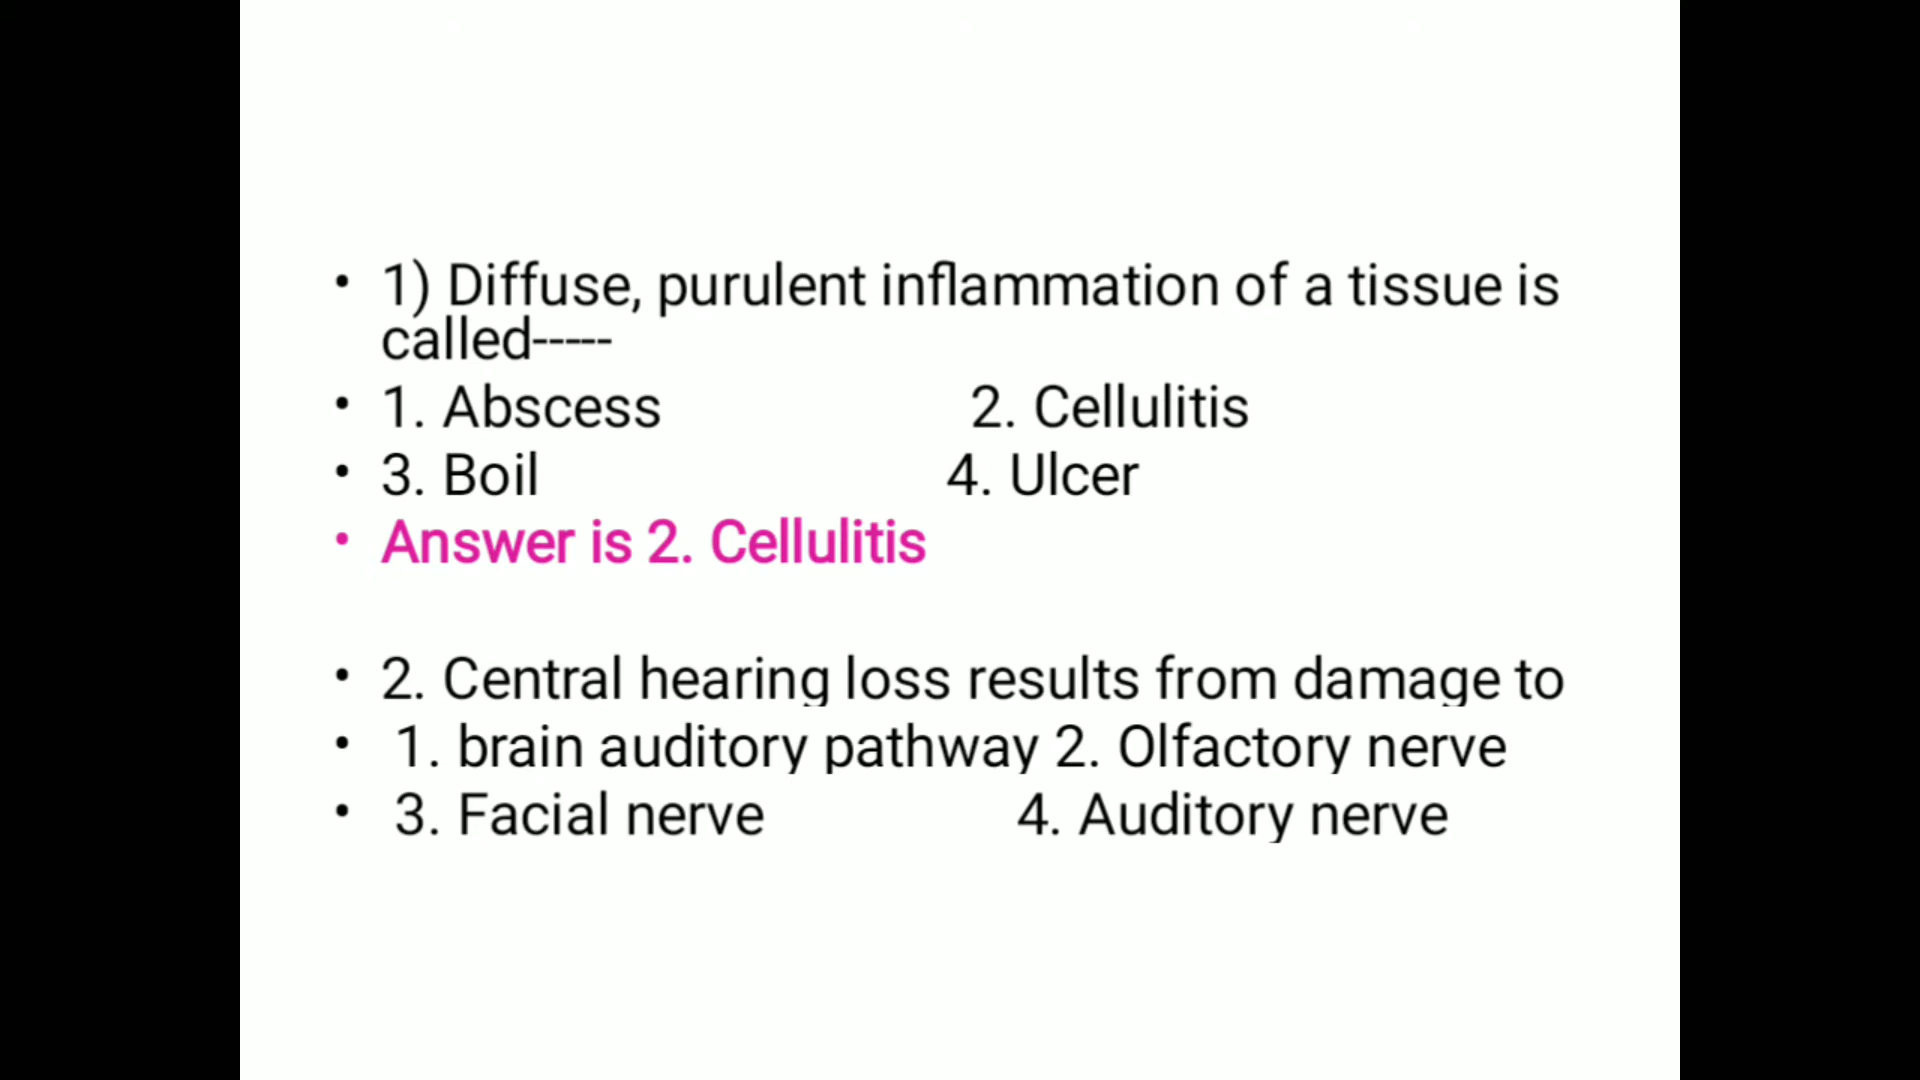 • 1) Diffuse, purulent inflammation of a tissue is
called-----
• 1. Abscess 2. Cellulitis
• 3. Boil 4. Ulcer
• Answer is 2. Cellulitis
• 2. Central hearing loss results from damage to
• 1. brain auditory pathway 2. Olfactory nerve
• 3. Facial nerve 4. Auditory nerve